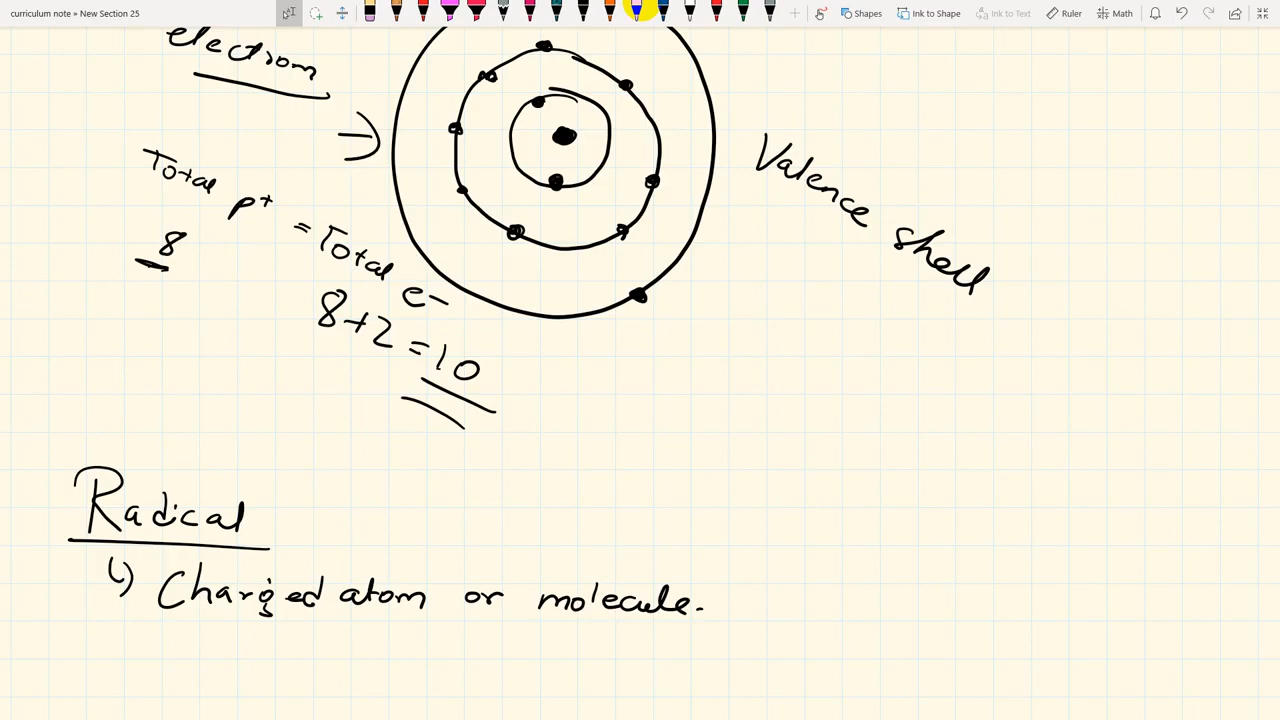 curriculum note » New Section 25
Shapes
Ink to Shape
Ink to Text
Ruler
Math
electrom
Total p+ = Total e-
8
8+2=10
Valence shell
Radical
Charged atom or molecule.